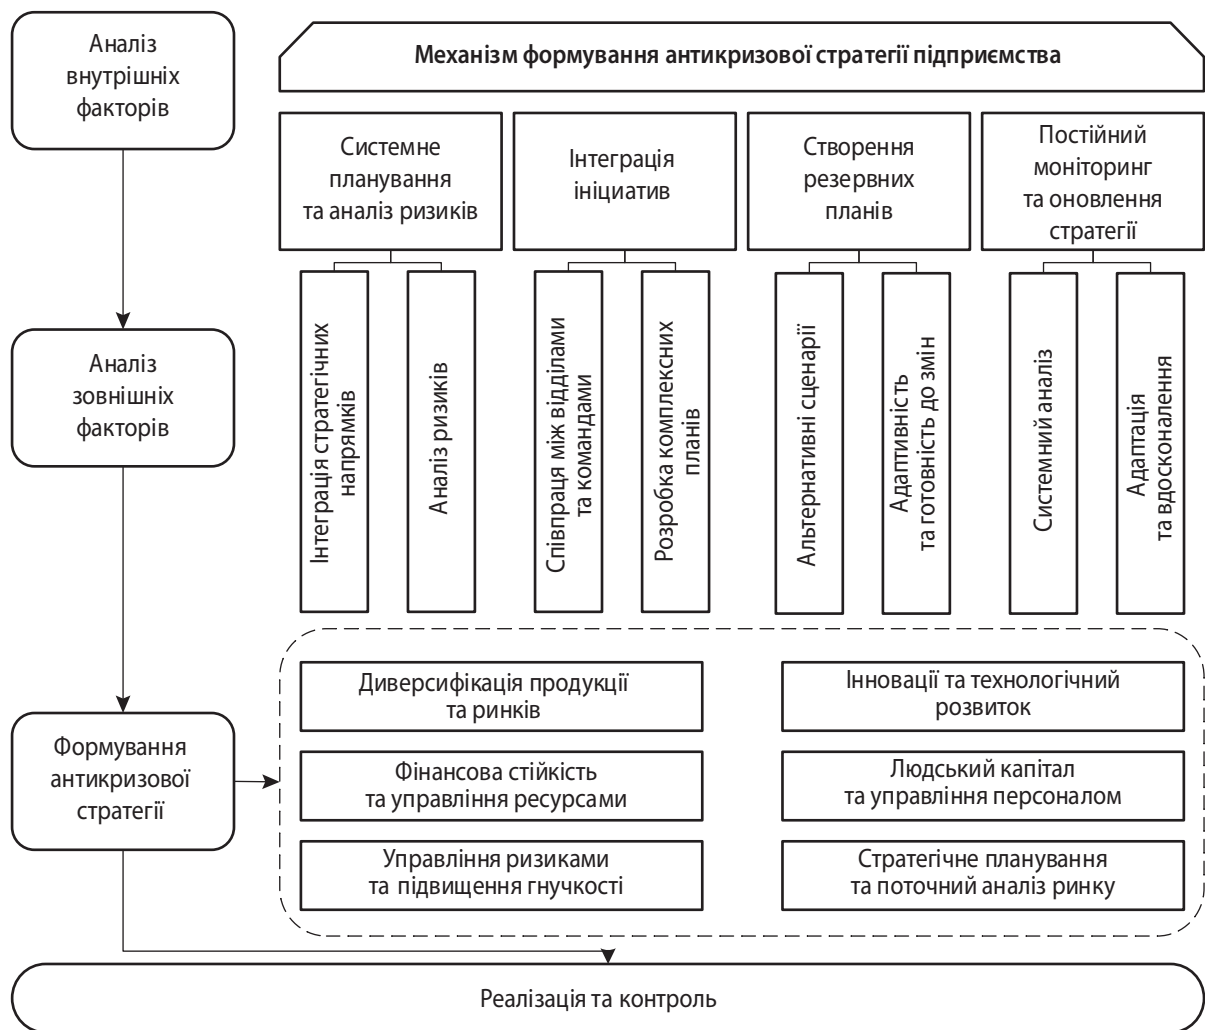 Аналіз
внутрішніх
факторів
Механізм формування антикризової стратегії підприємства
Системне
планування
та аналіз ризиків
Інтеграція
ініціатив
Створення
резервних
планів
Постійний
моніторинг
та оновлення
стратегії
Інтеграція стратегічних
напрямків
Аналіз ризиків
Співпраця між відділами
та командами
Розробка комплексних
планів
Альтернативні сценарії
Адаптивність
та готовність до змін
Системний аналіз
Адаптація
та вдосконалення
Аналіз
зовнішніх
факторів
Формування
антикризової
стратегії
Диверсифікація продукції
та ринків
Інновації та технологічний
розвиток
Фінансова стійкість
та управління ресурсами
Людський капітал
та управління персоналом
Управління ризиками
та підвищення гнучкості
Стратегічне планування
та поточний аналіз ринку
Реалізація та контроль